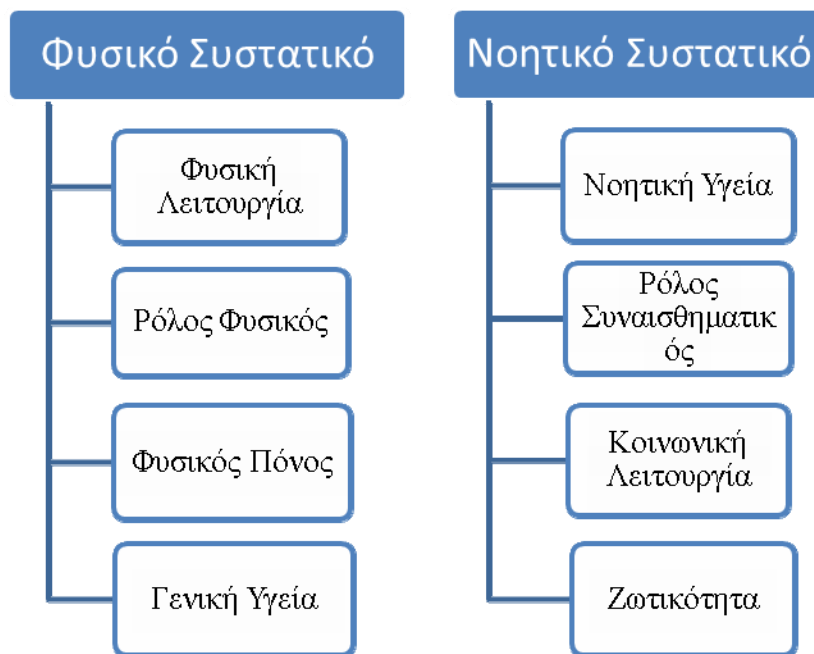 Φυσικό Συστατικό
Φυσική
Λειτουργία
Ρόλος Φυσικός
Φυσικός Πόνος
Γενική Υγεία
Νοητικό Συστατικό
Νοητική Υγεία
Ρόλος
Συναισθηματικ
ός
Κοινωνική
Λειτουργία
Ζωτικότητα